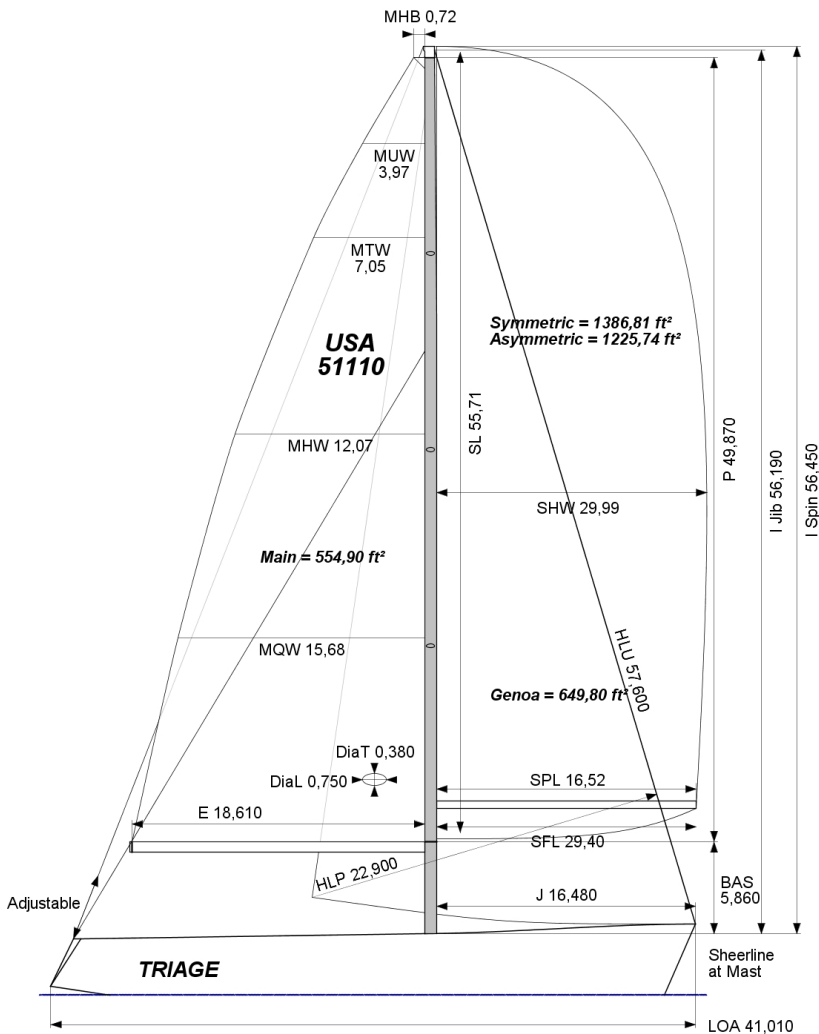 MHB 0,72
MUW
3,97
MTW
7,05
Symmetric = 1386,81 ft²
Asymmetric = 1225,74 ft²
USA
51110
SL 55,71
P 49,870
I Jib 56,190
I Spin 56,450
MHW 12,07
SHW 29,99
Main = 554,90 ft²
MQW 15,68
HLU 57,600
Genoa = 649,80 ft²
DiaT 0,380
DiaL 0,750
SPL 16,52
E 18,610
SFL 29,40
HLP 22,900
J 16,480
BAS
5,860
Adjustable
TRIAGE
Sheerline
at Mast
LOA 41,010